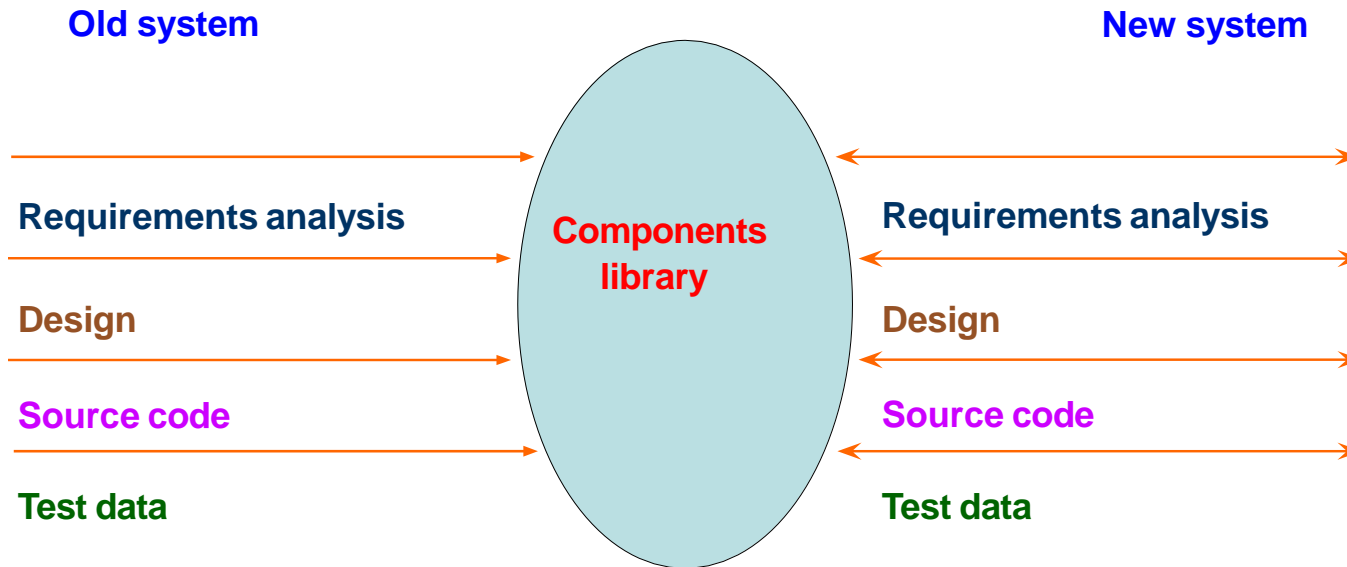 Old system
New system
Requirements analysis
Components
library
Requirements analysis
Design
Design
Source code
Source code
Test data
Test data